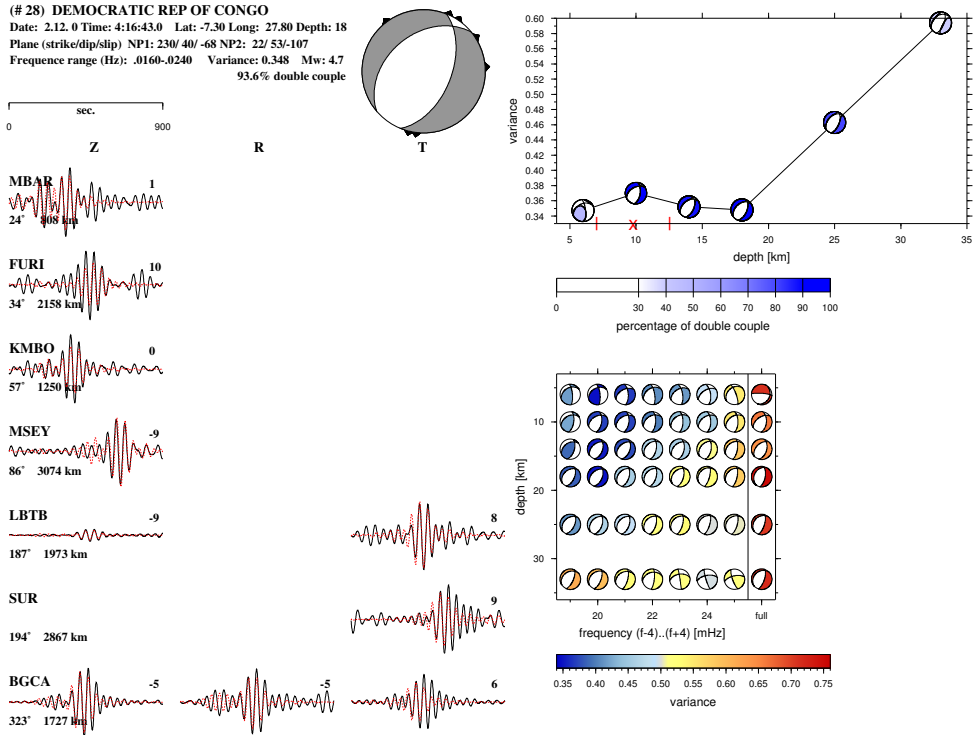 (# 28) DEMOCRATIC REP OF CONGO
Date: 2.12. 0 Time: 4:16:43.0 Lat: -7.30 Long: 27.80 Depth: 18
Plane (strike/dip/slip) NP1: 230/ 40/ -68 NP2: 22/ 53/-107
Frequency range (Hz): .0160-.0240 Variance: 0.348 Mw: 4.7
93.6% double couple
sec.
0 900
Z R T
MBAR 1
24° 808 km
FURI 10
34° 2158 km
KMBO 0
57° 1250 km
MSEY -9
86° 3074 km
LBTB -9 8
187° 1973 km
SUR 9
194° 2867 km
BGCA -5 -5 6
323° 1727 km
0.60
0.58
0.56
0.54
0.52
0.50
0.48
0.46
0.44
0.42
0.40
0.38
0.36
0.34
variance
x
5 10 15 20 25 30 35
depth [km]
0 30 40 50 60 70 80 90 100
percentage of double couple
10
20
30
depth [km]
20 22 24 full
frequency (f-4)..(f+4) [mHz]
0.35 0.40 0.45 0.50 0.55 0.60 0.65 0.70 0.75
variance